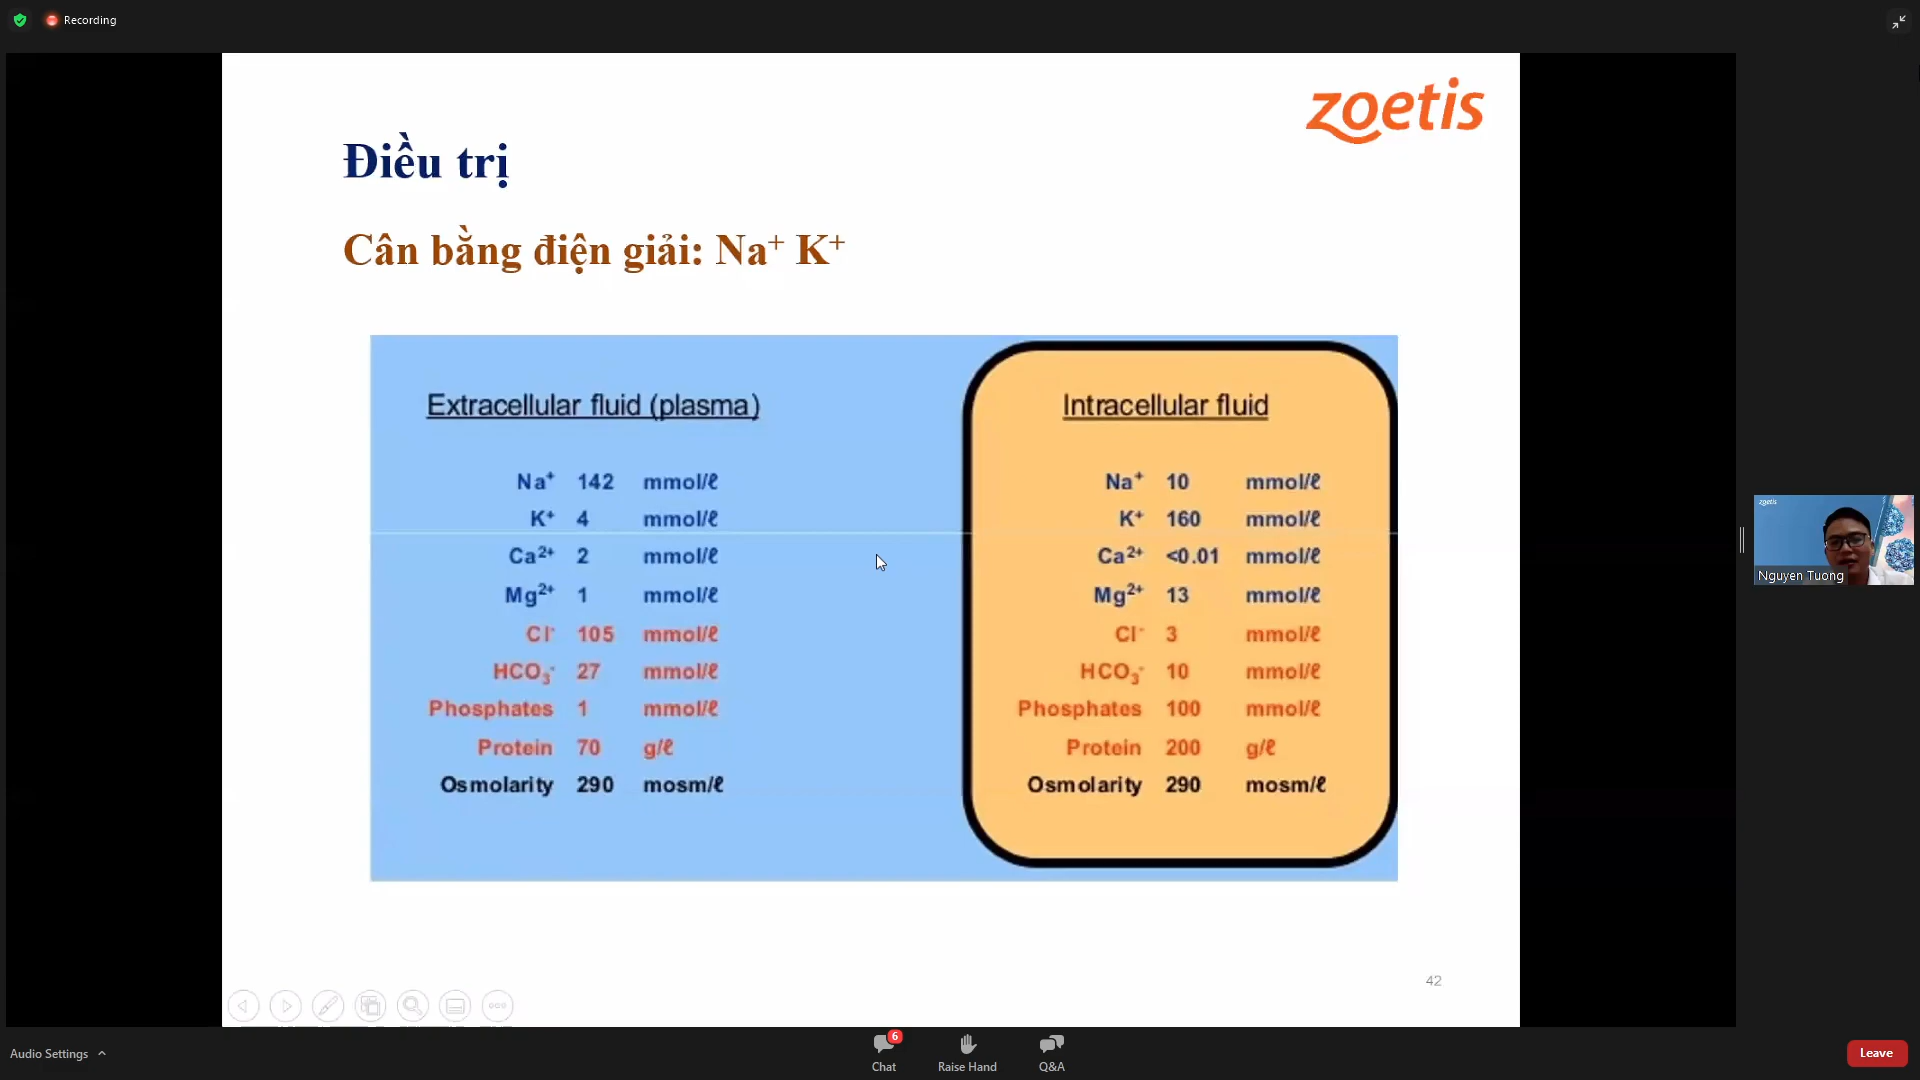 Recording
zoetis
Điều trị
Cân bằng điện giải: Na⁺ K⁺
Extracellular fluid (plasma)
Na⁺ 142 mmol/ℓ
K⁺ 4 mmol/ℓ
Ca²⁺ 2 mmol/ℓ
Mg²⁺ 1 mmol/ℓ
Cl⁻ 105 mmol/ℓ
HCO₃⁻ 27 mmol/ℓ
Phosphates 1 mmol/ℓ
Protein 70 g/ℓ
Osmolarity 290 mosm/ℓ
Intracellular fluid
Na⁺ 10 mmol/ℓ
K⁺ 160 mmol/ℓ
Ca²⁺ <0.01 mmol/ℓ
Mg²⁺ 13 mmol/ℓ
Cl⁻ 3 mmol/ℓ
HCO₃⁻ 10 mmol/ℓ
Phosphates 100 mmol/ℓ
Protein 200 g/ℓ
Osmolarity 290 mosm/ℓ
zoetis
Nguyen Tuong
42
Audio Settings
6
Chat
Raise Hand
Q&A
Leave